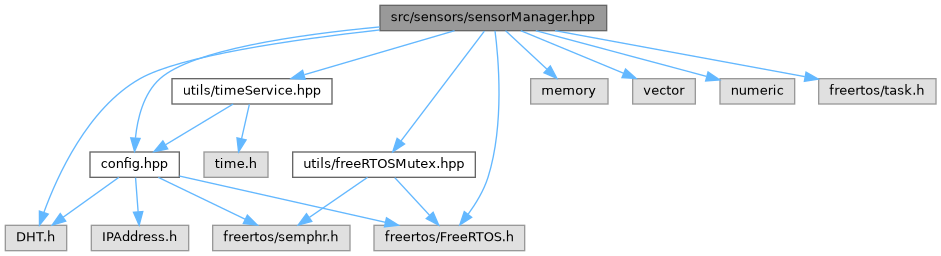 src/sensors/sensorManager.hpp
utils/timeService.hpp
memory
vector
numeric
freertos/task.h
config.hpp
time.h
utils/freeRTOSMutex.hpp
DHT.h
IPAddress.h
freertos/semphr.h
freertos/FreeRTOS.h